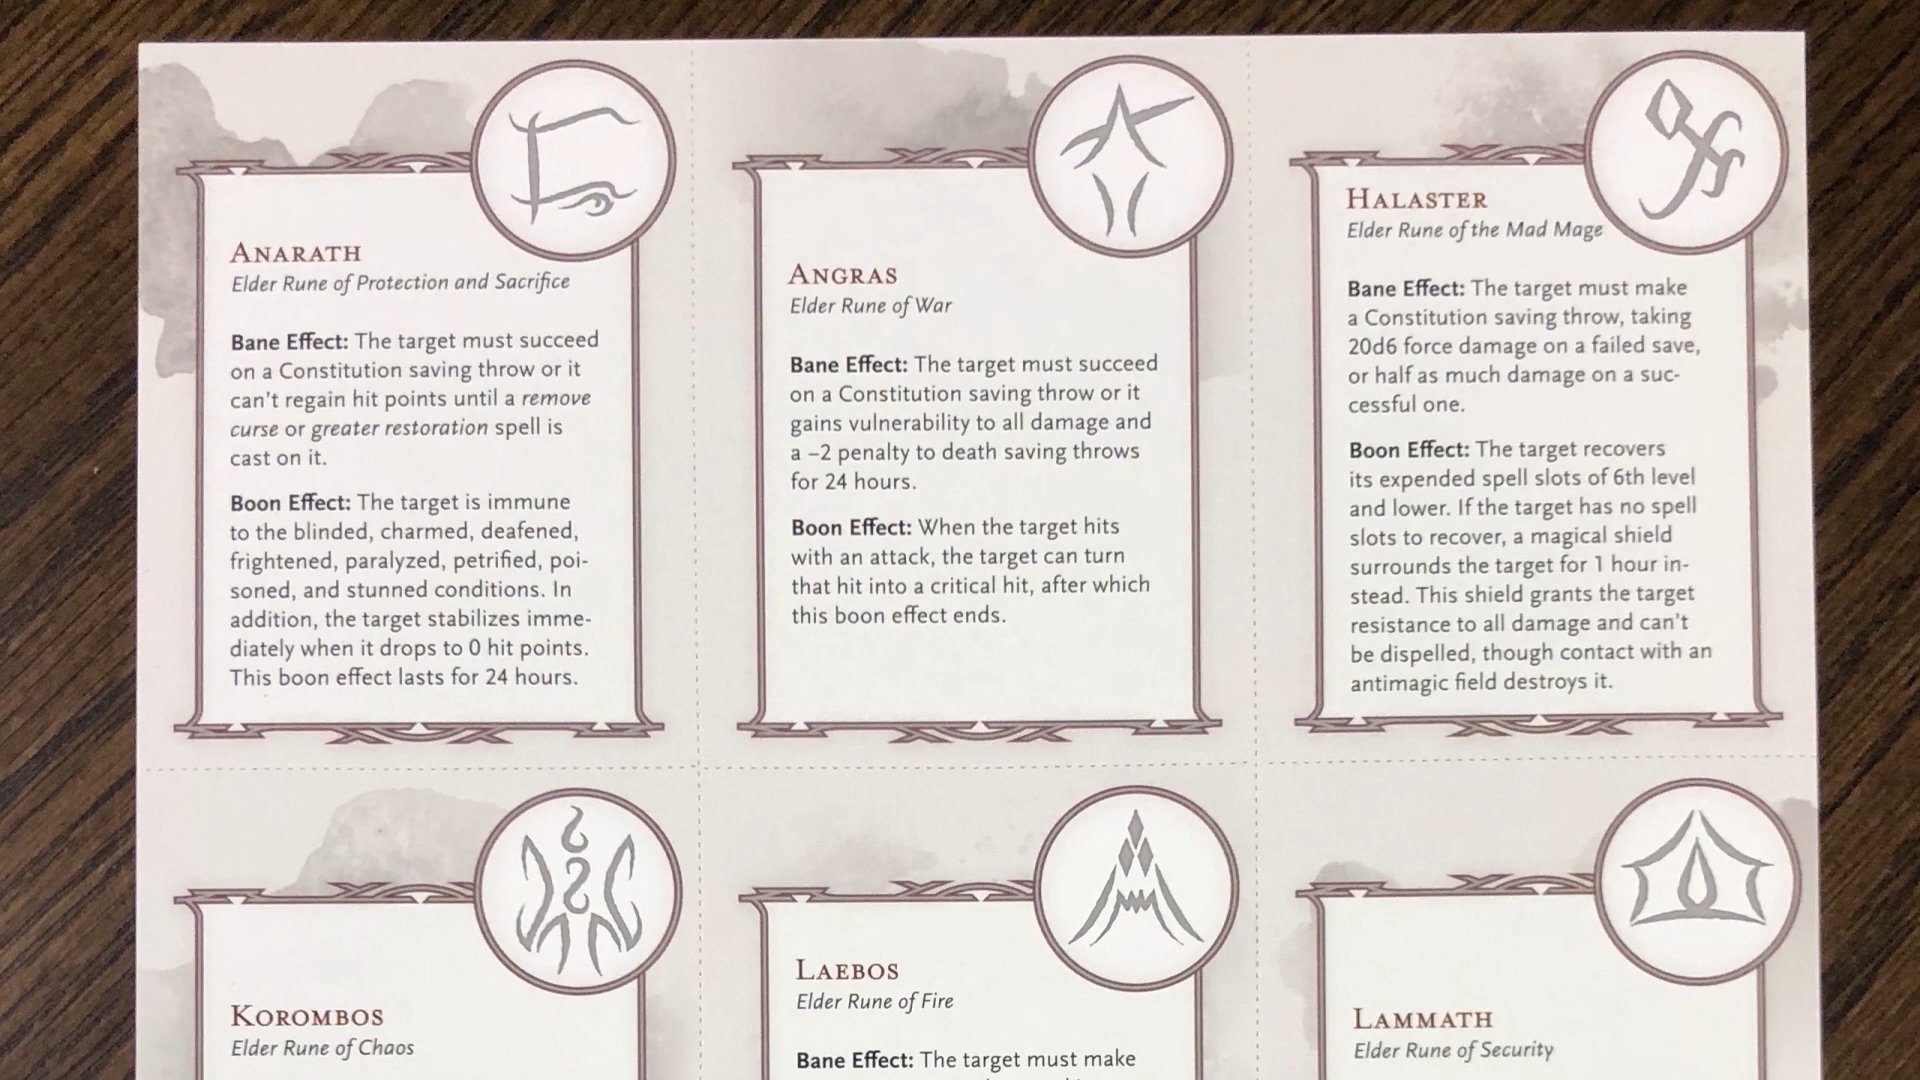 ANARATH
Elder Rune of Protection and Sacrifice
Bane Effect: The target must succeed
on a Constitution saving throw or it
can't regain hit points until a remove
curse or greater restoration spell is
cast on it.
Boon Effect: The target is immune
to the blinded, charmed, deafened,
frightened, paralyzed, petrified, poi-
soned, and stunned conditions. In
addition, the target stabilizes imme-
diately when it drops to 0 hit points.
This boon effect lasts for 24 hours.
ANGRAS
Elder Rune of War
Bane Effect: The target must succeed
on a Constitution saving throw or it
gains vulnerability to all damage and
a −2 penalty to death saving throws
for 24 hours.
Boon Effect: When the target hits
with an attack, the target can turn
that hit into a critical hit, after which
this boon effect ends.
HALASTER
Elder Rune of the Mad Mage
Bane Effect: The target must make
a Constitution saving throw, taking
20d6 force damage on a failed save,
or half as much damage on a suc-
cessful one.
Boon Effect: The target recovers
its expended spell slots of 6th level
and lower. If the target has no spell
slots to recover, a magical shield
surrounds the target for 1 hour in-
stead. This shield grants the target
resistance to all damage and can't
be dispelled, though contact with an
antimagic field destroys it.
KOROMBOS
Elder Rune of Chaos
LAEBOS
Elder Rune of Fire
Bane Effect: The target must make
LAMMATH
Elder Rune of Security